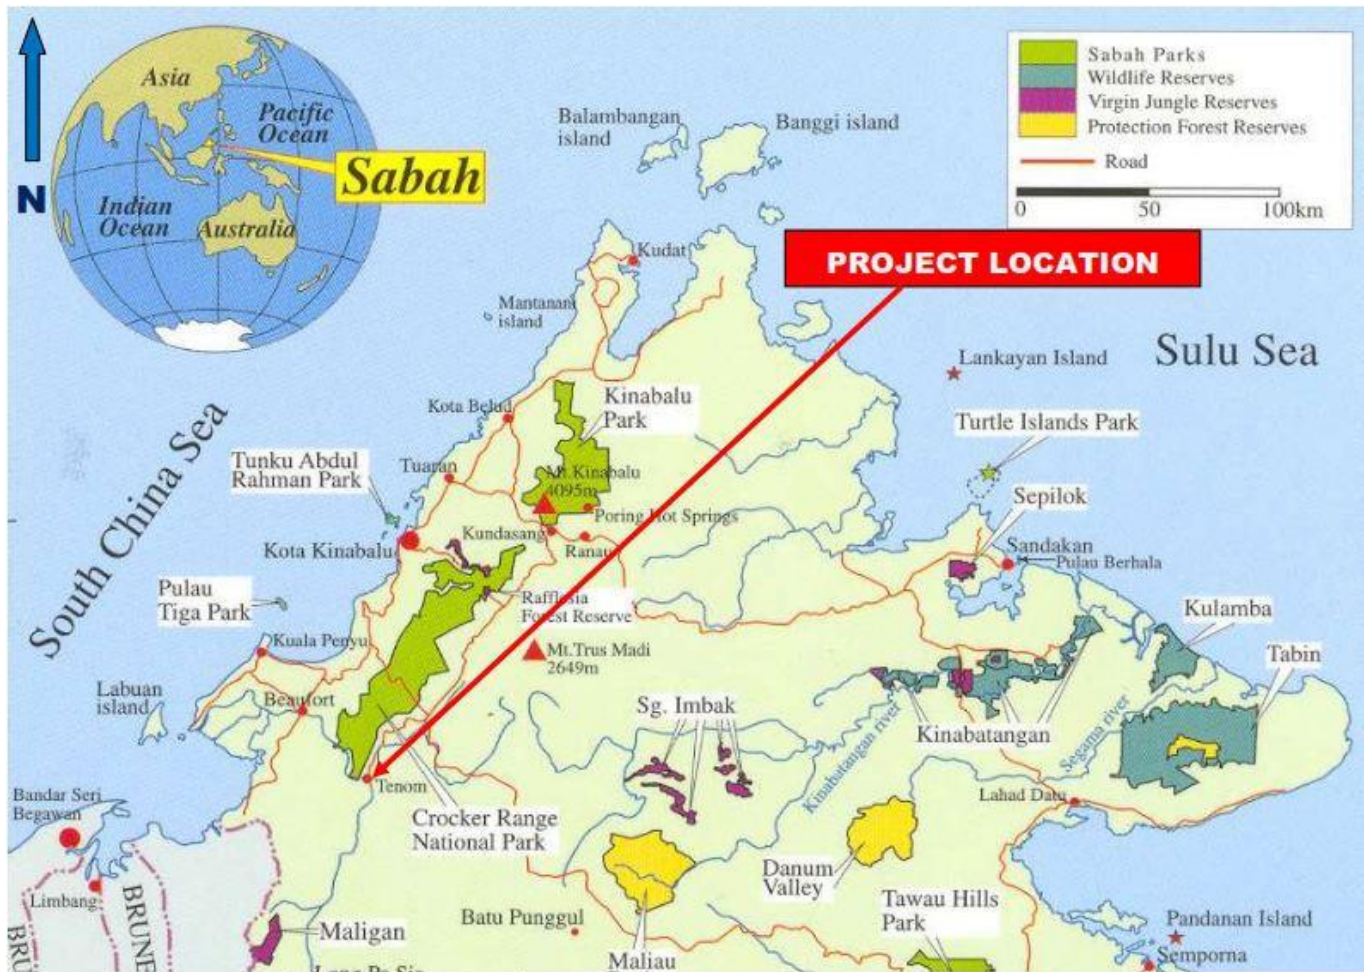 N
Asia
Pacific
Ocean
Sabah
Indian
Ocean
Australia
Sabah Parks
Wildlife Reserves
Virgin Jungle Reserves
Protection Forest Reserves
Road
0 50 100km
Balambangan
island
Banggi island
PROJECT LOCATION
Kudat
Mantanani
island
Sulu Sea
Lankayan Island
South China Sea
Kota Belud
Kinabalu
Park
Turtle Islands Park
Tunku Abdul
Rahman Park
Tuaran
Mt.Kinabalu
4095m
Sepilok
Poring Hot Springs
Kundasang
Ranau
Kota Kinabalu
Sandakan
Pulau Berhala
Pulau
Tiga Park
Rafflesia
Forest Reserve
Kulamba
Kuala Penyu
Mt.Trus Madi
2649m
Tabin
Labuan
island
Beaufort
Sg. Imbak
Kinabatangan
Segama river
Kinabatangan river
Tenom
Lahad Datu
Bandar Seri
Begawan
Crocker Range
National Park
Danum
Valley
Limbang
Tawau Hills
Park
Batu Punggul
Pandanan Island
Maligan
BRU
BRUNE
Maliau
Semporna